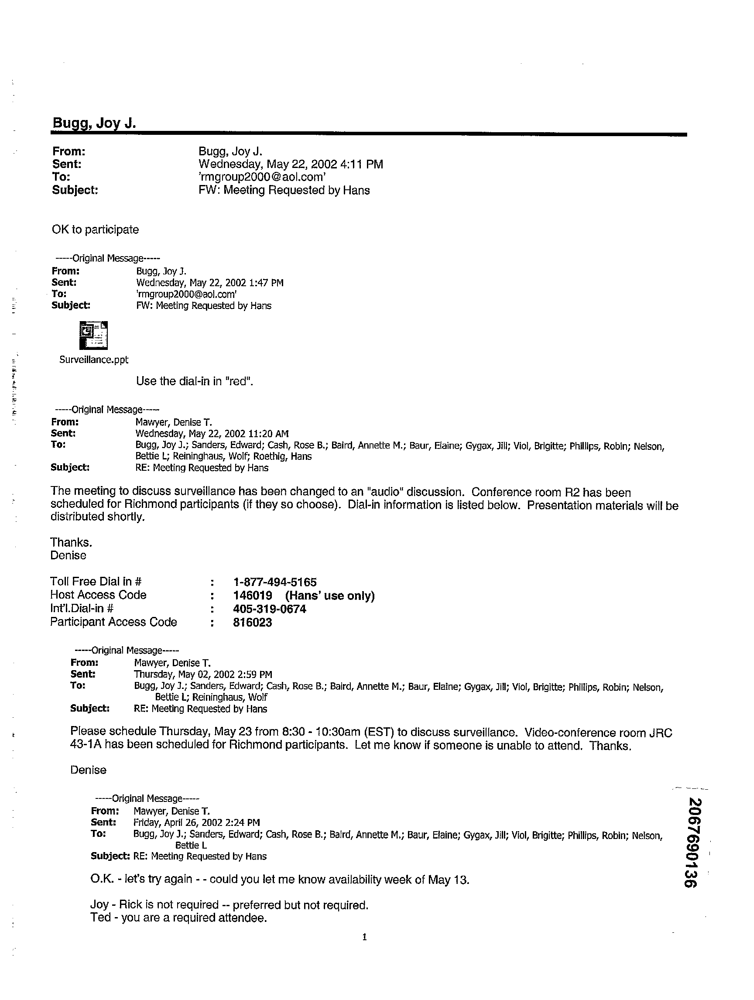 Bugg, Joy J.
From: Bugg, Joy J.
Sent: Wednesday, May 22, 2002 4:11 PM
To: 'rmgroup2000@aol.com'
Subject: FW: Meeting Requested by Hans
OK to participate
-----Original Message-----
From: Bugg, Joy J.
Sent: Wednesday, May 22, 2002 1:47 PM
To: 'rmgroup2000@aol.com'
Subject: FW: Meeting Requested by Hans
Surveillance.ppt
Use the dial-in in "red".
-----Original Message-----
From: Mawyer, Denise T.
Sent: Wednesday, May 22, 2002 11:20 AM
To: Bugg, Joy J.; Sanders, Edward; Cash, Rose B.; Baird, Annette M.; Baur, Elaine; Gygax, Jill; Viol, Brigitte; Phillips, Robin; Nelson,
Bettie L; Reininghaus, Wolf; Roethig, Hans
Subject: RE: Meeting Requested by Hans
The meeting to discuss surveillance has been changed to an "audio" discussion. Conference room R2 has been
scheduled for Richmond participants (if they so choose). Dial-in information is listed below. Presentation materials will be
distributed shortly.
Thanks.
Denise
Toll Free Dial in # : 1-877-494-5165
Host Access Code : 146019 (Hans' use only)
Int'l.Dial-in # : 405-319-0674
Participant Access Code : 816023
-----Original Message-----
From: Mawyer, Denise T.
Sent: Thursday, May 02, 2002 2:59 PM
To: Bugg, Joy J.; Sanders, Edward; Cash, Rose B.; Baird, Annette M.; Baur, Elaine; Gygax, Jill; Viol, Brigitte; Phillips, Robin; Nelson,
Bettie L; Reininghaus, Wolf
Subject: RE: Meeting Requested by Hans
Please schedule Thursday, May 23 from 8:30 - 10:30am (EST) to discuss surveillance. Video-conference room JRC
43-1A has been scheduled for Richmond participants. Let me know if someone is unable to attend. Thanks.
Denise
-----Original Message-----
From: Mawyer, Denise T.
Sent: Friday, April 26, 2002 2:24 PM
To: Bugg, Joy J.; Sanders, Edward; Cash, Rose B.; Baird, Annette M.; Baur, Elaine; Gygax, Jill; Viol, Brigitte; Phillips, Robin; Nelson,
Bettie L
Subject: RE: Meeting Requested by Hans
O.K. - let's try again - - could you let me know availability week of May 13.
Joy - Rick is not required -- preferred but not required.
Ted - you are a required attendee.
1
2067690136